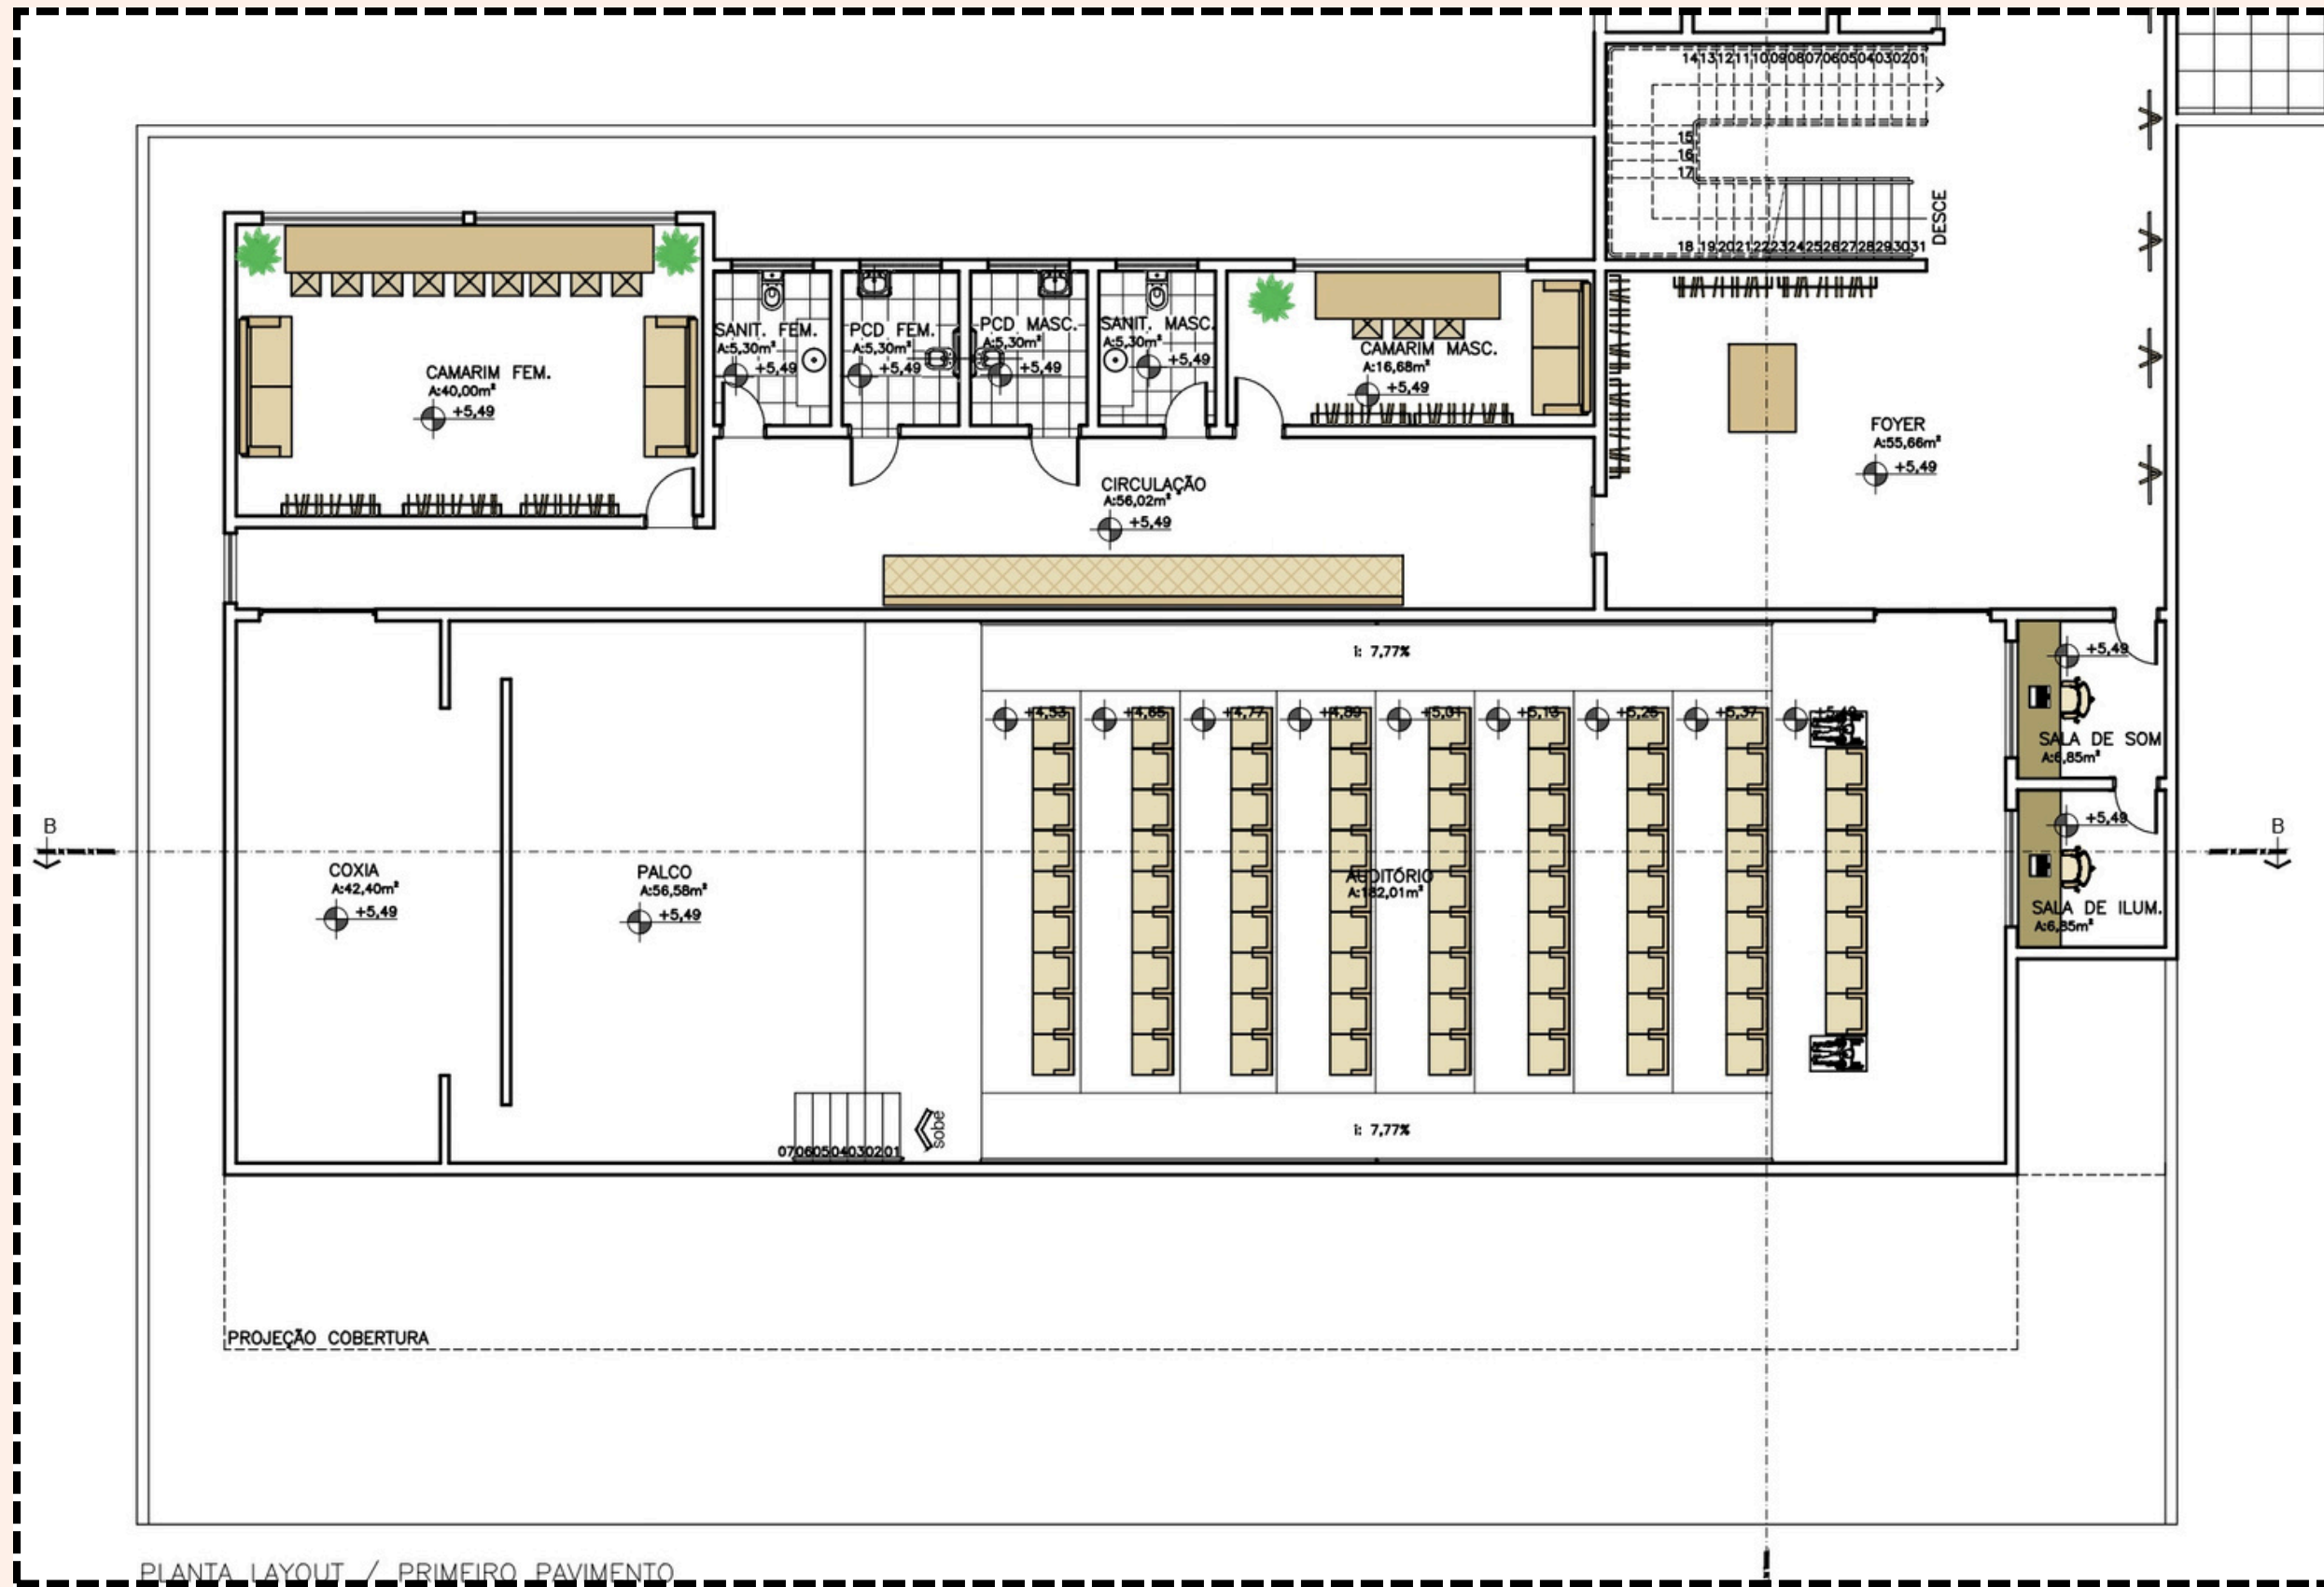 14 13 12 11 10 09 08 07 06 05 04 03 02 01
15
16
17
18 19 20 21 22 23 24 25 26 27 28 29 30 31
DESCE
SANIT. FEM.
A:5,30m²
+5,49
PCD FEM.
A:5,30m²
+5,49
PCD MASC.
A:5,30m²
+5,49
SANIT. MASC.
A:5,30m²
+5,49
CAMARIM MASC.
A:16,68m²
+5,49
CAMARIM FEM.
A:40,00m²
+5,49
FOYER
A:55,66m²
+5,49
CIRCULAÇÃO
A:56,02m²
+5,49
i: 7,77%
+4,53
+4,65
+4,77
+4,89
+5,01
+5,13
+5,25
+5,37
+5,49
+5,49
SALA DE SOM
A:6,85m²
B
B
COXIA
A:42,40m²
+5,49
PALCO
A:56,58m²
+5,49
AUDITÓRIO
A:182,01m²
+5,49
SALA DE ILUM.
A:6,85m²
07 06 05 04 03 02 01
sobe
i: 7,77%
PROJEÇÃO COBERTURA
PLANTA LAYOUT / PRIMEIRO PAVIMENTO